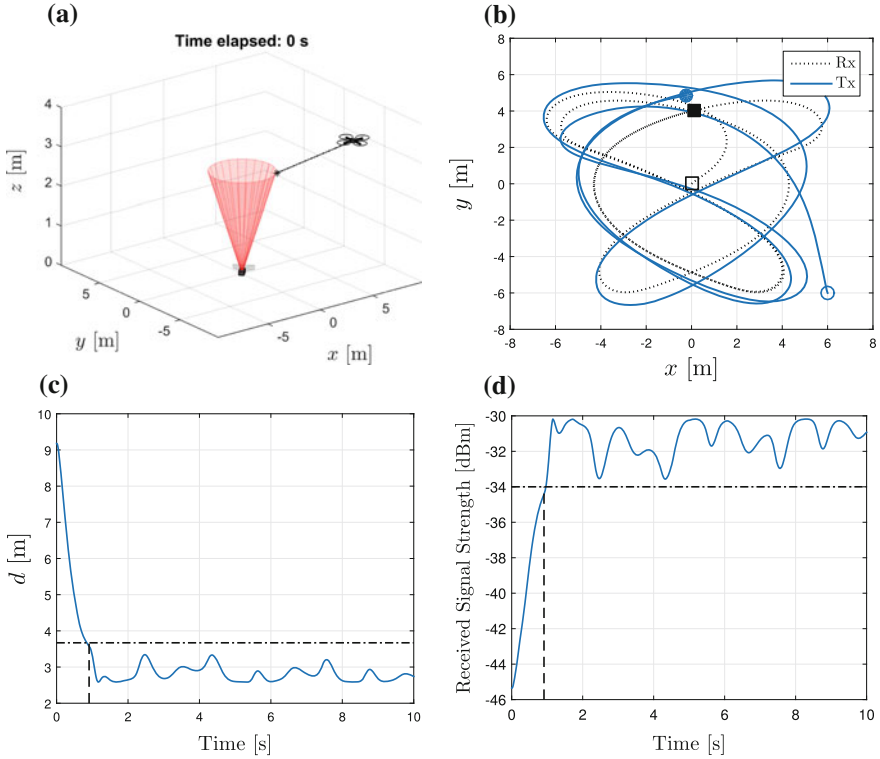 (a)
Time elapsed: 0 s
4
3
2
1
0
z [m]
5
0
-5
y [m]
-5
0
5
x [m]
(b)
8
6
4
2
0
-2
-4
-6
-8
y [m]
Rx
Tx
-8 -6 -4 -2 0 2 4 6 8
x [m]
(c)
10
9
8
7
6
5
4
3
2
d [m]
0 2 4 6 8 10
Time [s]
(d)
-30
-32
-34
-36
-38
-40
-42
-44
-46
Received Signal Strength [dBm]
0 2 4 6 8 10
Time [s]